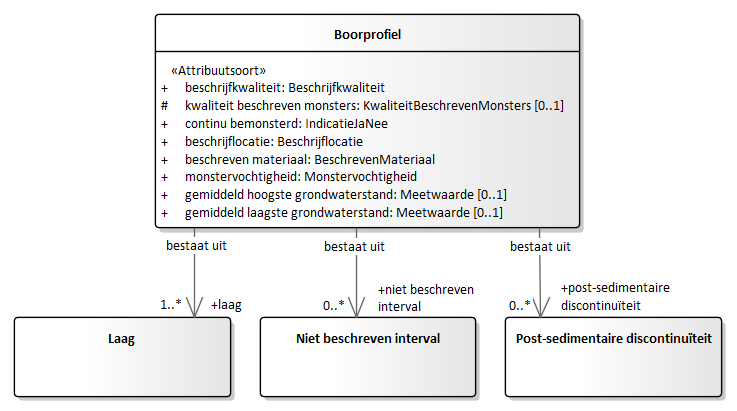 Boorprofiel
«Attribuutsoort»
+ beschrijfkwaliteit: Beschrijfkwaliteit
# kwaliteit beschreven monsters: KwaliteitBeschrevenMonsters [0..1]
+ continu bemonsterd: IndicatieJaNee
+ beschrijflocatie: Beschrijflocatie
+ beschreven materiaal: BeschrevenMateriaal
+ monstervochtigheid: Monstervochtigheid
+ gemiddeld hoogste grondwaterstand: Meetwaarde [0..1]
+ gemiddeld laagste grondwaterstand: Meetwaarde [0..1]
bestaat uit
bestaat uit
bestaat uit
1..* +laag
0..* +niet beschreven
interval
0..* +post-sedimentaire
discontinuïteit
Laag
Niet beschreven interval
Post-sedimentaire discontinuïteit